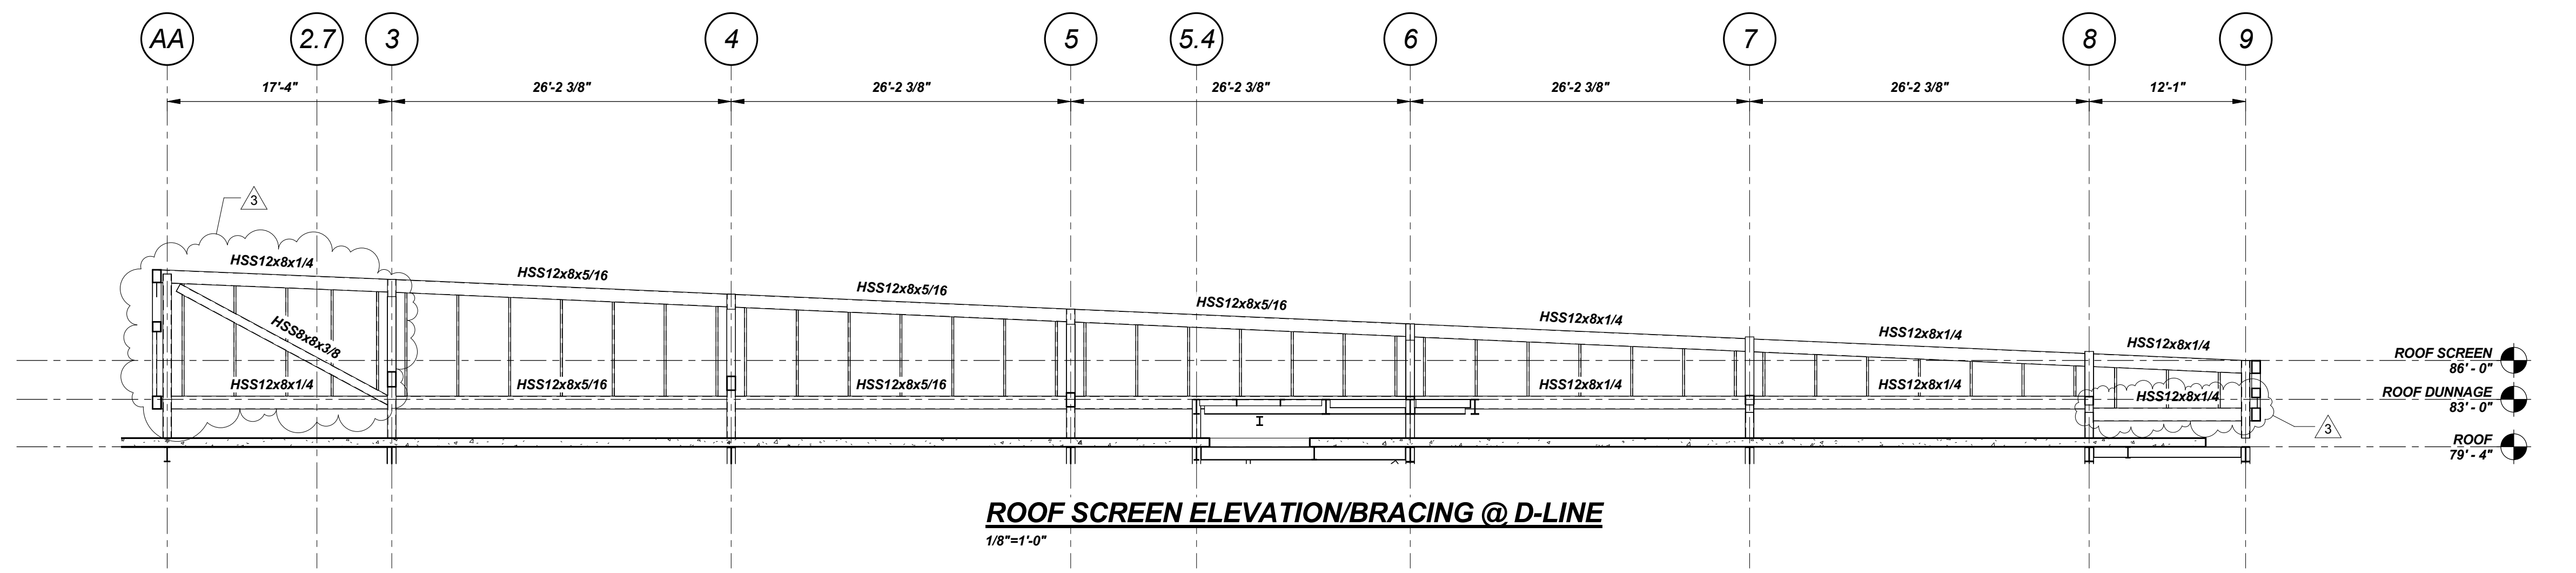 AA 2.7 3 4 5 5.4 6 7 8 9
17'-4" 26'-2 3/8" 26'-2 3/8" 26'-2 3/8" 26'-2 3/8" 26'-2 3/8" 12'-1"
3
HSS12x8x1/4
HSS12x8x5/16
HSS12x8x5/16
HSS12x8x5/16
HSS12x8x1/4
HSS12x8x1/4
HSS12x8x1/4
HSS8x8x3/8
ROOF SCREEN
86' - 0"
HSS12x8x1/4
HSS12x8x5/16
HSS12x8x5/16
HSS12x8x1/4
HSS12x8x1/4
HSS12x8x1/4
ROOF DUNNAGE
83' - 0"
3
ROOF
79' - 4"
ROOF SCREEN ELEVATION/BRACING @ D-LINE
1/8"=1'-0"